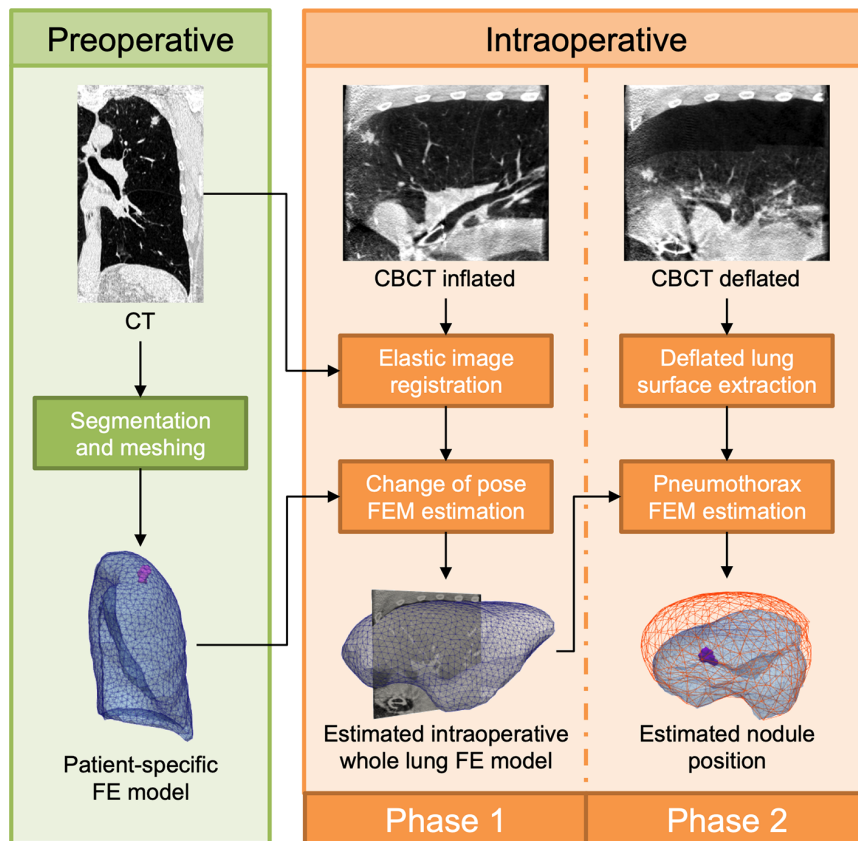 Preoperative
CT
Segmentation
and meshing
Patient-specific
FE model
Intraoperative
CBCT inflated
Elastic image
registration
Change of pose
FEM estimation
Estimated intraoperative
whole lung FE model
Phase 1
CBCT deflated
Deflated lung
surface extraction
Pneumothorax
FEM estimation
Estimated nodule
position
Phase 2